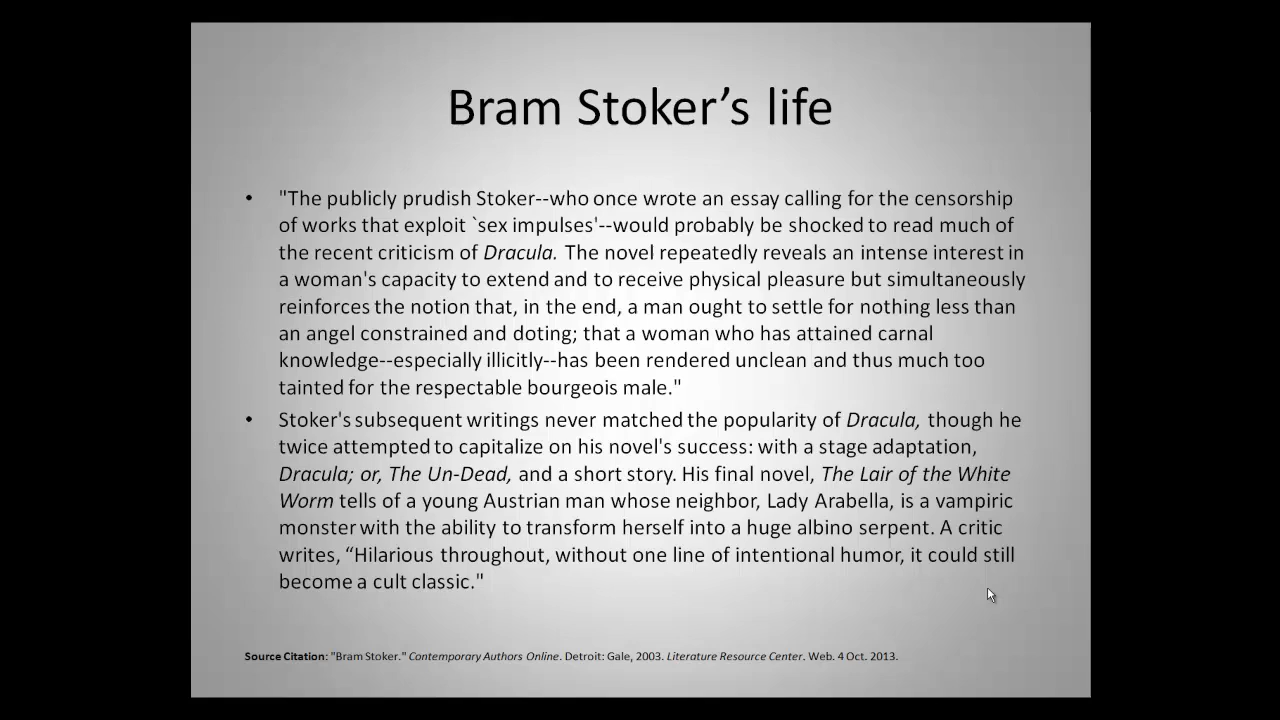 Bram Stoker’s life
• "The publicly prudish Stoker--who once wrote an essay calling for the censorship
of works that exploit `sex impulses'--would probably be shocked to read much of
the recent criticism of Dracula. The novel repeatedly reveals an intense interest in
a woman's capacity to extend and to receive physical pleasure but simultaneously
reinforces the notion that, in the end, a man ought to settle for nothing less than
an angel constrained and doting; that a woman who has attained carnal
knowledge--especially illicitly--has been rendered unclean and thus much too
tainted for the respectable bourgeois male."
• Stoker's subsequent writings never matched the popularity of Dracula, though he
twice attempted to capitalize on his novel's success: with a stage adaptation,
Dracula; or, The Un-Dead, and a short story. His final novel, The Lair of the White
Worm tells of a young Austrian man whose neighbor, Lady Arabella, is a vampiric
monster with the ability to transform herself into a huge albino serpent. A critic
writes, “Hilarious throughout, without one line of intentional humor, it could still
become a cult classic."
Source Citation: "Bram Stoker." Contemporary Authors Online. Detroit: Gale, 2003. Literature Resource Center. Web. 4 Oct. 2013.